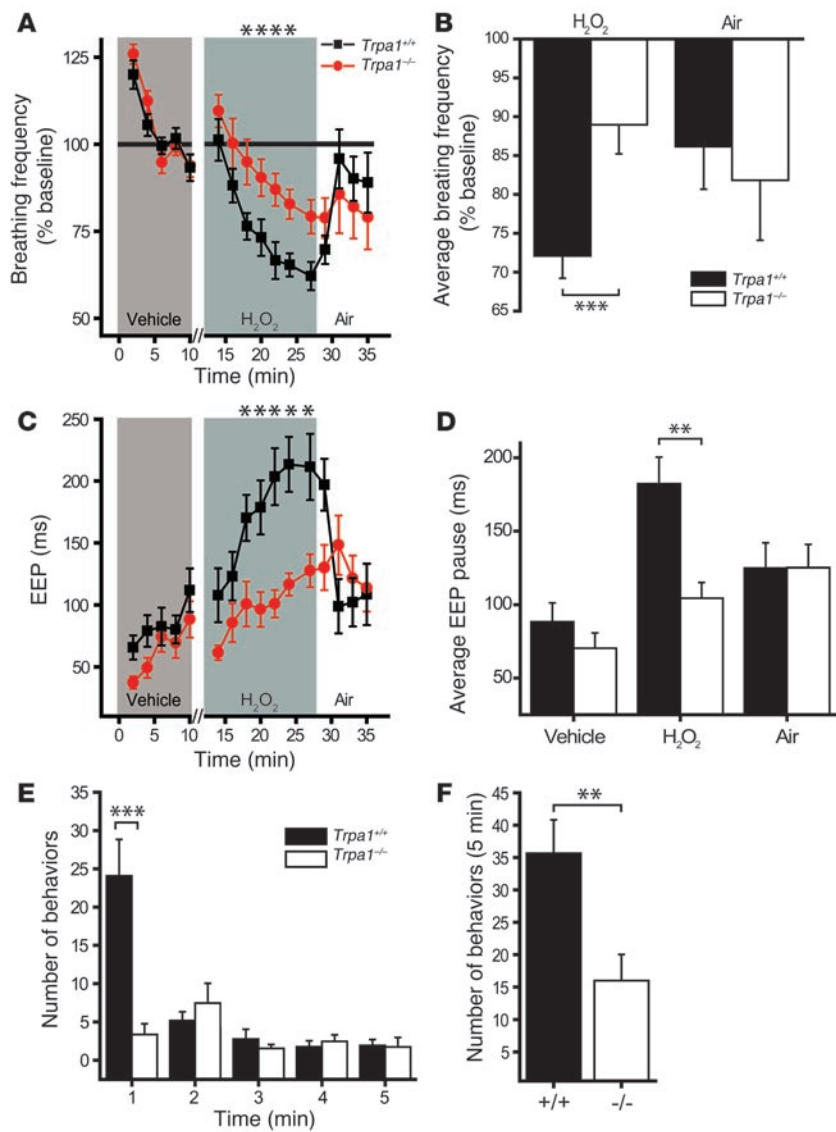 A
Breathing frequency
(% baseline)
125
100
75
50
****
Trpa1+/+
Trpa1−/−
Vehicle
H2O2
Air
0 5 10 15 20 25 30 35
Time (min)
B
H2O2 Air
Average breating frequency
(% baseline)
100
95
90
85
80
75
70
65
***
Trpa1+/+
Trpa1−/−
C
EEP (ms)
250
200
150
100
50
*****
Vehicle
H2O2
Air
0 5 10 15 20 25 30 35
Time (min)
D
Average EEP pause (ms)
200
150
100
50
**
Vehicle H2O2 Air
E
Number of behaviors
35
30
25
20
15
10
5
0
***
Trpa1+/+
Trpa1−/−
1 2 3 4 5
Time (min)
F
Number of behaviors (5 min)
45
35
30
25
20
15
10
5
**
+/+ -/-